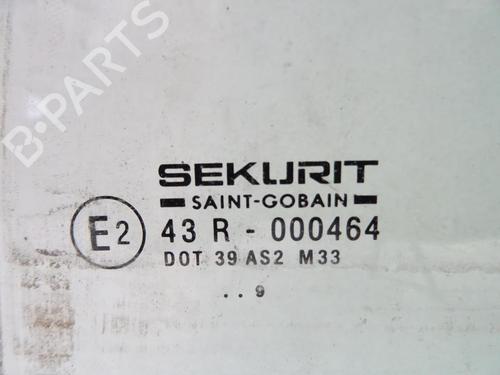 B-PARTS
SEKURIT
SAINT-GOBAIN
E2 43 R - 000464
DOT 39 AS2 M33
. . 9